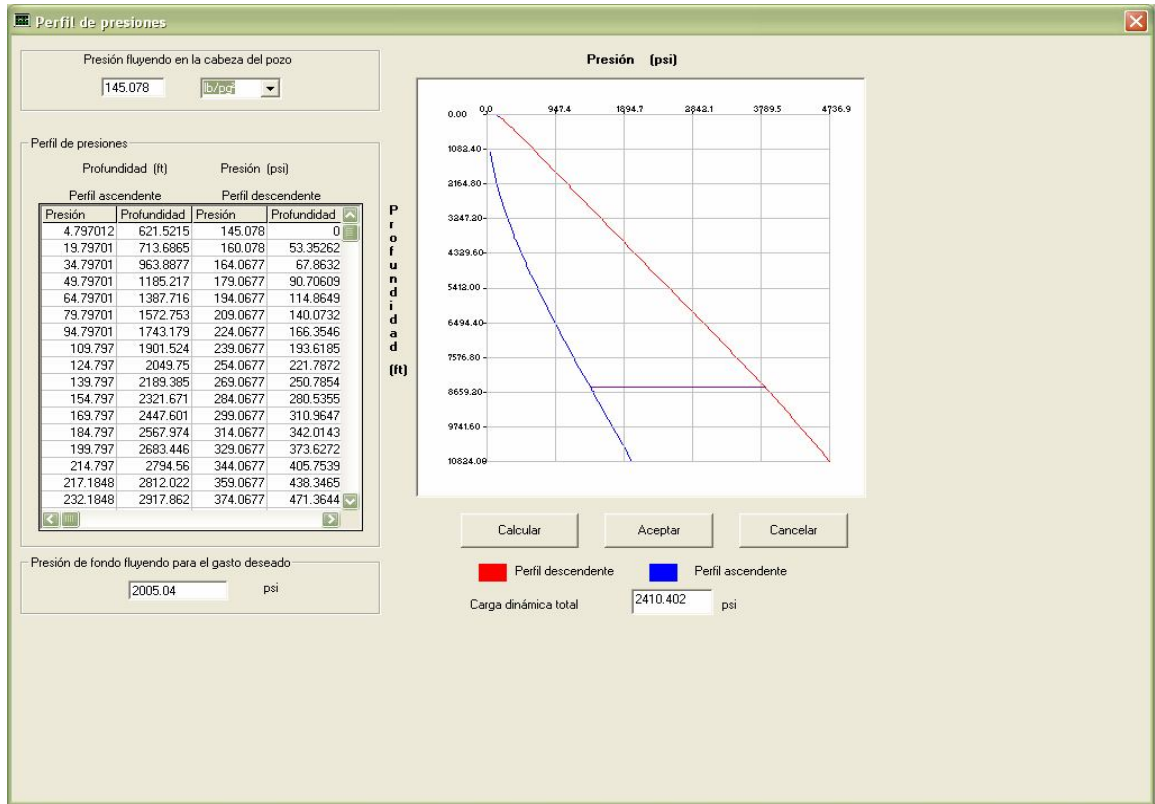 Perfil de presiones
Presión fluyendo en la cabeza del pozo
145.078 lb/pg²
Perfil de presiones
Profundidad (ft) Presión (psi)
Perfil ascendente Perfil descendente
Presión Profundidad Presión Profundidad
4.797012 621.5215 145.078 0
19.79701 713.6865 160.078 53.35262
34.79701 963.8877 164.0677 67.8632
49.79701 1185.217 179.0677 90.70609
64.79701 1387.716 194.0677 114.8649
79.79701 1572.753 209.0677 140.0732
94.79701 1743.179 224.0677 166.3546
109.797 1901.524 239.0677 193.6185
124.797 2049.75 254.0677 221.7872
139.797 2189.385 269.0677 250.7854
154.797 2321.671 284.0677 280.5355
169.797 2447.601 299.0677 310.9647
184.797 2567.974 314.0677 342.0143
199.797 2683.446 329.0677 373.6272
214.797 2794.56 344.0677 405.7539
217.1848 2812.022 359.0677 438.3465
232.1848 2917.862 374.0677 471.3644
Presión de fondo fluyendo para el gasto deseado
2005.04 psi
Presión (psi)
0.0 947.4 1894.7 2842.1 3789.5 4736.9
Profundidad (ft)
0.00
1082.40
2164.80
3247.20
4329.60
5412.00
6494.40
7576.80
8659.20
9741.60
10824.00
Calcular Aceptar Cancelar
Perfil descendente Perfil ascendente
Carga dinámica total 2410.402 psi